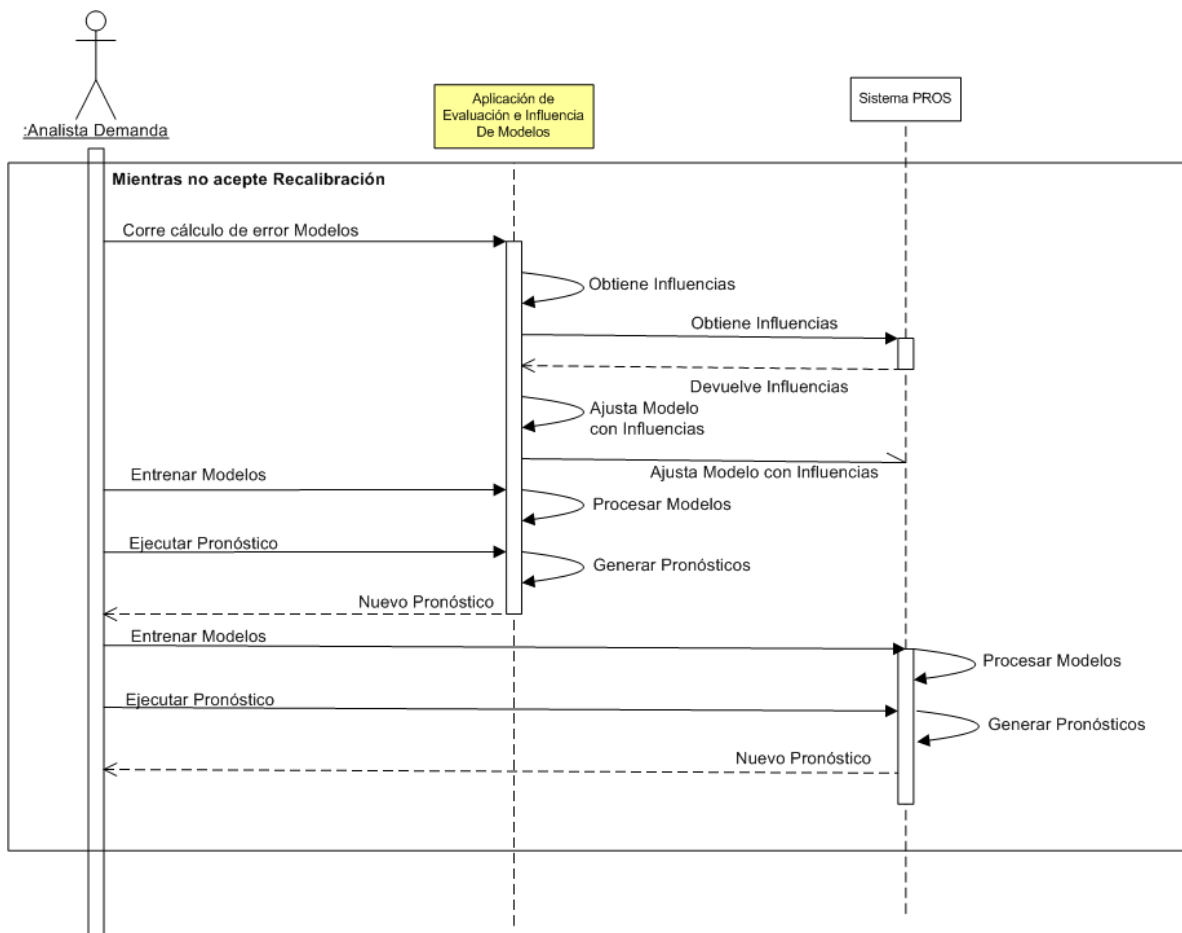 :Analista Demanda
Aplicación de
Evaluación e Influencia
De Modelos
Sistema PROS
Mientras no acepte Recalibración
Corre cálculo de error Modelos
Obtiene Influencias
Obtiene Influencias
Devuelve Influencias
Ajusta Modelo
con Influencias
Ajusta Modelo con Influencias
Entrenar Modelos
Procesar Modelos
Ejecutar Pronóstico
Generar Pronósticos
Nuevo Pronóstico
Entrenar Modelos
Procesar Modelos
Ejecutar Pronóstico
Generar Pronósticos
Nuevo Pronóstico